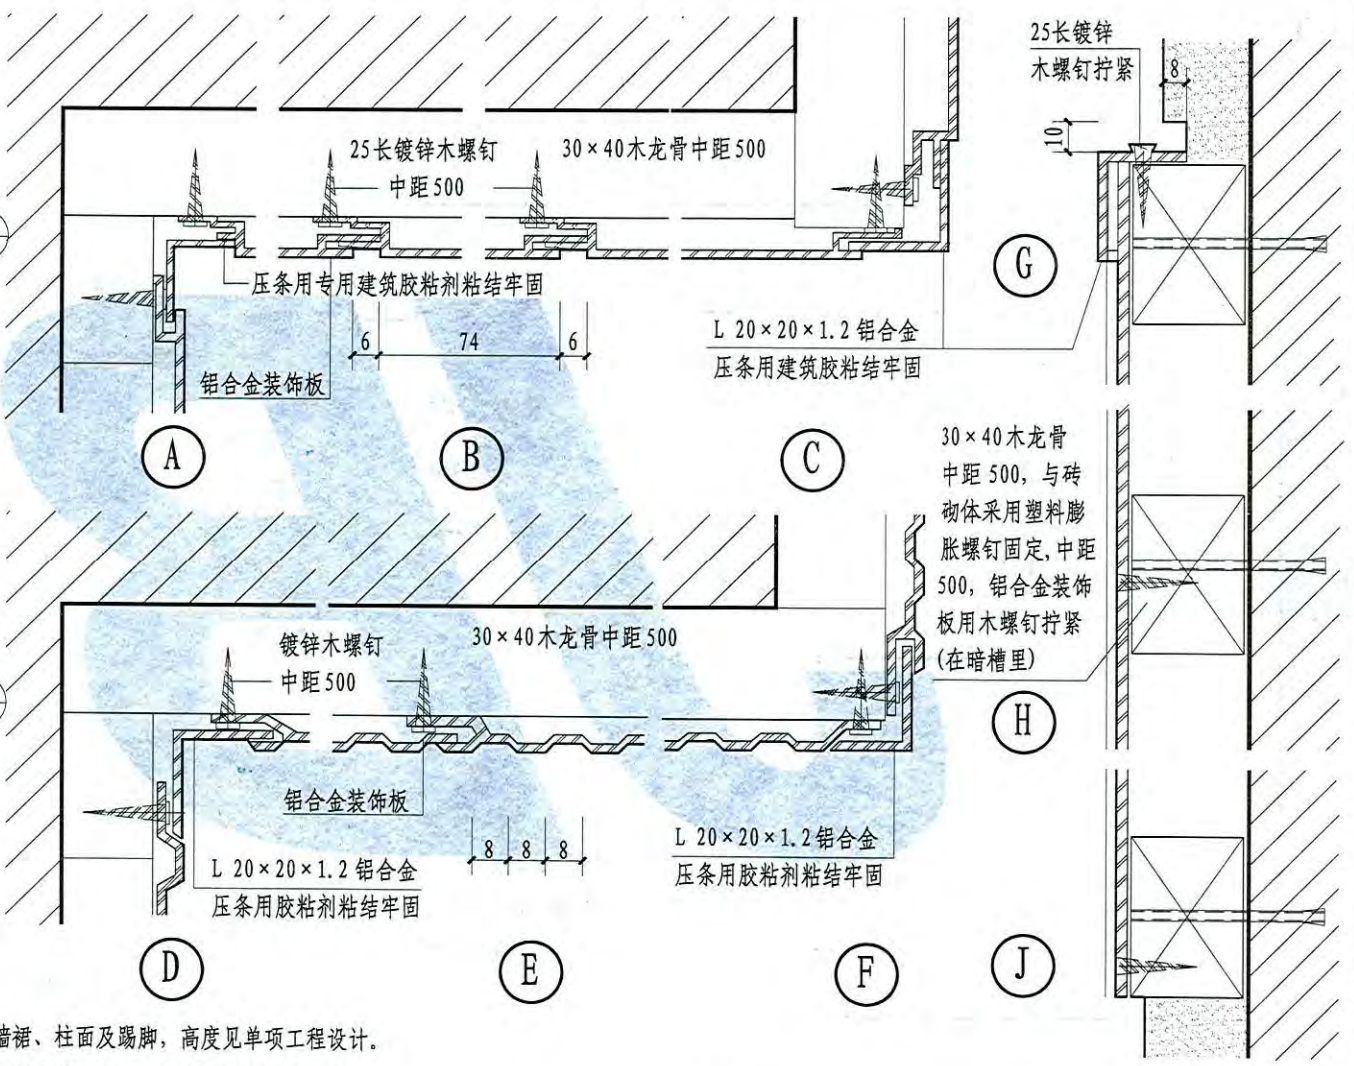 25长镀锌
木螺钉拧紧
8
10
25长镀锌木螺钉
中距500
30×40木龙骨中距500
压条用专用建筑胶粘剂粘结牢固
6
74
6
铝合金装饰板
L 20×20×1.2铝合金
压条用建筑胶粘结牢固
G
A
B
C
30×40木龙骨
中距500，与砖
砌体采用塑料膨
胀螺钉固定，中距
500，铝合金装饰
板用木螺钉拧紧
(在暗槽里)
H
镀锌木螺钉
中距500
30×40木龙骨中距500
铝合金装饰板
8 8 8
L 20×20×1.2铝合金
压条用胶粘剂粘结牢固
L 20×20×1.2铝合金
压条用胶粘剂粘结牢固
D
E
F
J
墙裙、柱面及踢脚，高度见单项工程设计。